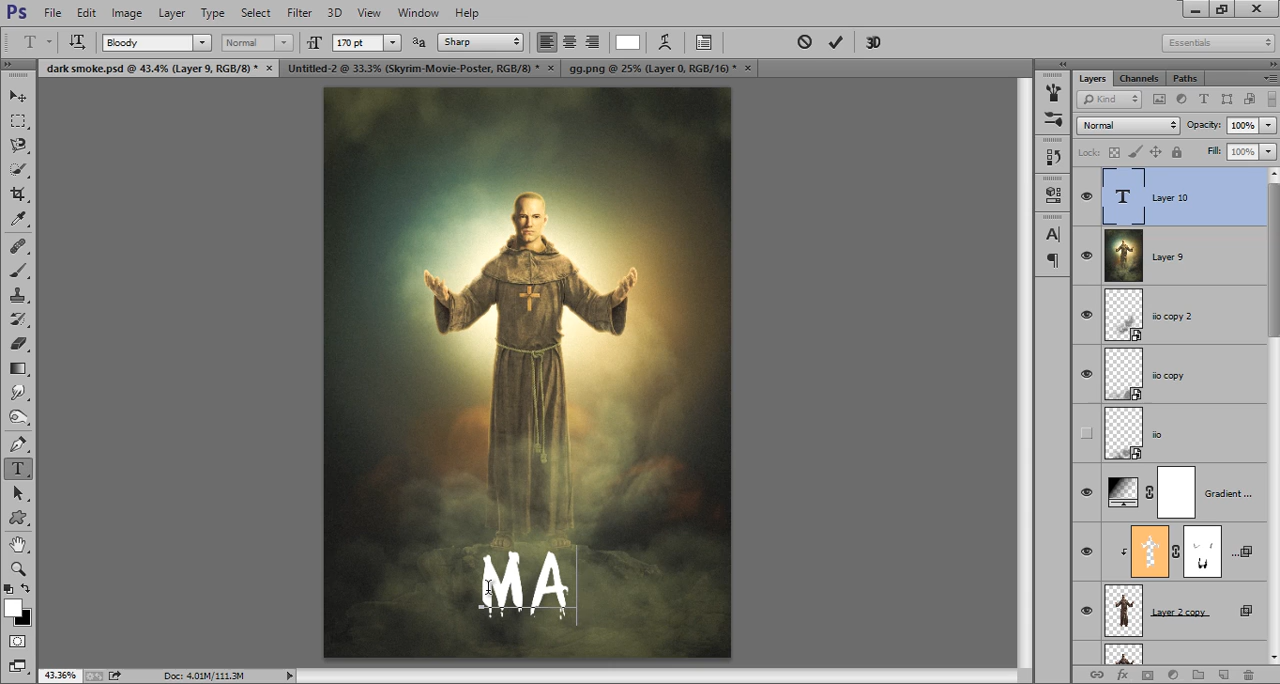 Ps File Edit Image Layer Type Select Filter 3D View Window Help
T Bloody Normal 170 pt aa Sharp 3D Essentials
dark smoke.psd @ 43.4% (Layer 9, RGB/8) * × Untitled-2 @ 33.3% (Skyrim-Movie-Poster, RGB/8) * × gg.png @ 25% (Layer 0, RGB/16) * ×
Layers Channels Paths
Kind
Normal Opacity: 100%
Lock: Fill: 100%
T Layer 10
Layer 9
iio copy 2
iio copy
iio
Gradient ...
...
Layer 2 copy
MA
43.36% Doc: 4.01M/111.3M